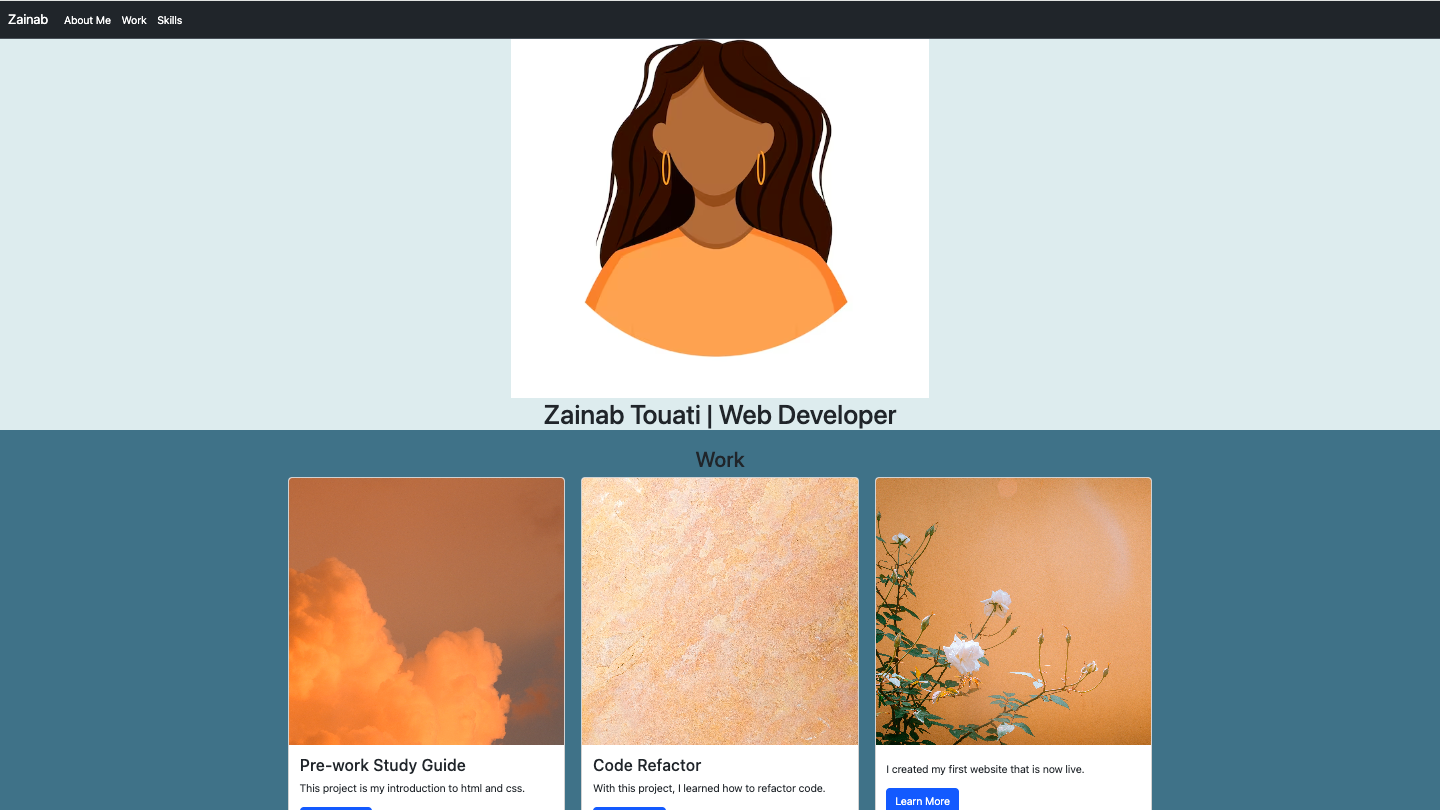 Zainab About Me Work Skills
Zainab Touati | Web Developer
Work
Pre-work Study Guide
This project is my introduction to html and css.
Code Refactor
With this project, I learned how to refactor code.
I created my first website that is now live.
Learn More